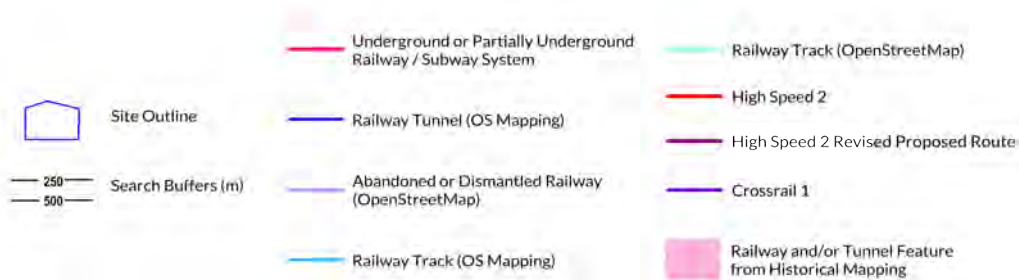 Site Outline
250
500
Search Buffers (m)
Underground or Partially Underground
Railway / Subway System
Railway Tunnel (OS Mapping)
Abandoned or Dismantled Railway
(OpenStreetMap)
Railway Track (OS Mapping)
Railway Track (OpenStreetMap)
High Speed 2
High Speed 2 Revised Proposed Route
Crossrail 1
Railway and/or Tunnel Feature
from Historical Mapping